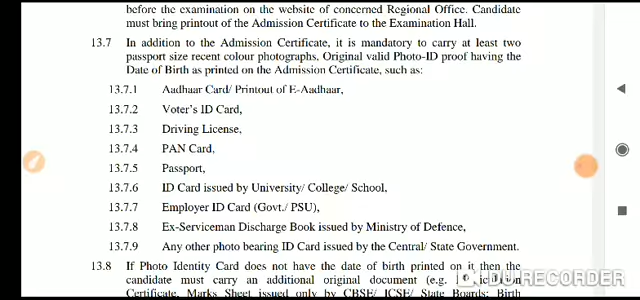 before the examination on the website of concerned Regional Office. Candidate
must bring printout of the Admission Certificate to the Examination Hall.
13.7 In addition to the Admission Certificate, it is mandatory to carry at least two
passport size recent colour photographs, Original valid Photo-ID proof having the
Date of Birth as printed on the Admission Certificate, such as:
13.7.1 Aadhaar Card/ Printout of E-Aadhaar,
13.7.2 Voter's ID Card,
13.7.3 Driving License,
13.7.4 PAN Card,
13.7.5 Passport,
13.7.6 ID Card issued by University/ College/ School,
13.7.7 Employer ID Card (Govt./ PSU),
13.7.8 Ex-Serviceman Discharge Book issued by Ministry of Defence,
13.7.9 Any other photo bearing ID Card issued by the Central/ State Government.
13.8 If Photo Identity Card does not have the date of birth printed on it then the
candidate must carry an additional original document (e.g.
Certificate, Marks Sheet issued only by CBSE/ ICSE/ State Boards; Birth
DU RECORDER